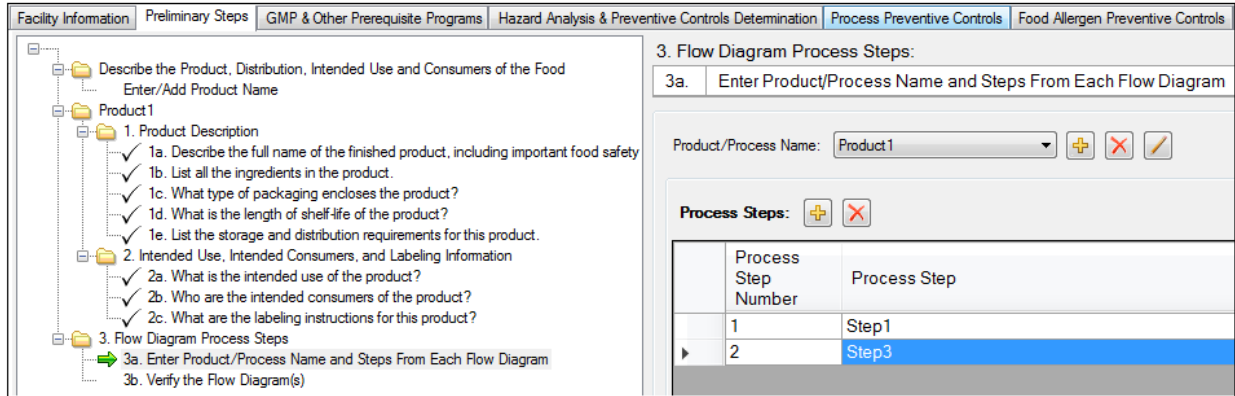 Facility Information Preliminary Steps GMP & Other Prerequisite Programs Hazard Analysis & Preventive Controls Determination Process Preventive Controls Food Allergen Preventive Controls
Describe the Product, Distribution, Intended Use and Consumers of the Food
Enter/Add Product Name
Product1
1. Product Description
1a. Describe the full name of the finished product, including important food safety
1b. List all the ingredients in the product.
1c. What type of packaging encloses the product?
1d. What is the length of shelf-life of the product?
1e. List the storage and distribution requirements for this product.
2. Intended Use, Intended Consumers, and Labeling Information
2a. What is the intended use of the product?
2b. Who are the intended consumers of the product?
2c. What are the labeling instructions for this product?
3. Flow Diagram Process Steps
3a. Enter Product/Process Name and Steps From Each Flow Diagram
3b. Verify the Flow Diagram(s)
3. Flow Diagram Process Steps:
3a. Enter Product/Process Name and Steps From Each Flow Diagram
Product/Process Name: Product1
Process Steps:
Process
Step
Number
Process Step
1 Step1
2 Step3